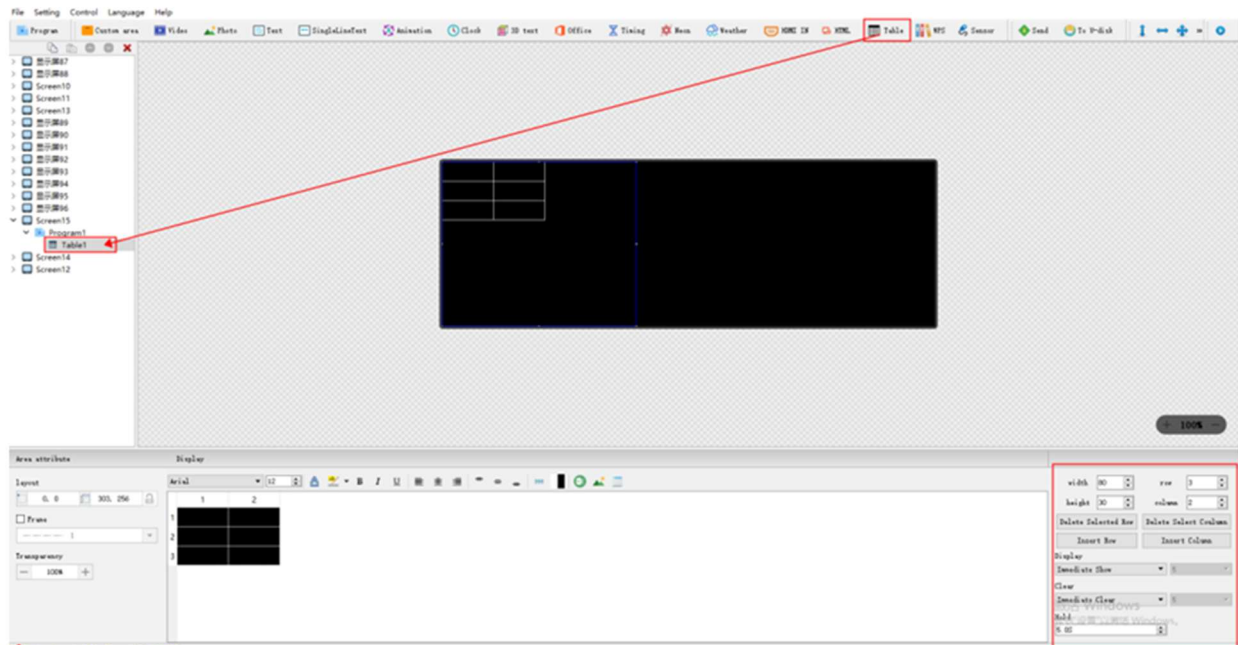 File Setting Control Language Help
Program Custom area Video Photo Text SingleLineText Animation Clock 3D text Office Timing Neon Weather HDMI IN HTML Table WPS Sensor Send To U-disk
显示屏87
显示屏88
Screen10
Screen11
Screen13
显示屏89
显示屏90
显示屏91
显示屏92
显示屏93
显示屏94
显示屏95
显示屏96
Screen15
Program1
Table1
Screen14
Screen12
+ 100% −
Area attribute Display
layout
0, 0 300, 256
Frame
1
Transparency
− 100% +
Arial 12 A B I U
1 2
1
2
3
width 80 row 3
height 30 column 2
Delete Selected Row Delete Select Coulumn
Insert Row Insert Column
Display
Immediate Show
Clear
Immediate Clear
Hold
5.0S